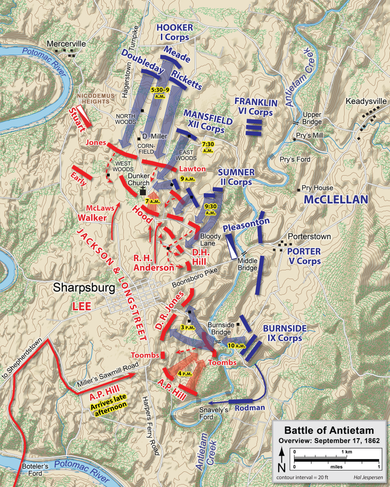 HOOKER
I Corps
Mercerville
Potomac River
Hagerstown Turnpike
Meade
Doubleday
Ricketts
5:30-9
A.M.
Antietam Creek
NICODEMUS
HEIGHTS
Stuart
NORTH
WOODS
MANSFIELD
XII Corps
FRANKLIN
VI Corps
Keadysville
Upper
Bridge
D. Miller
Pry's Mill
Jones
CORN-
FIELD
EAST
WOODS
7:30
A.M.
WEST
WOODS
Pry's Ford
Early
Dunker
Church
Lawton
9 A.M.
SUMNER
II Corps
Pry House
7 A.M.
9:30
A.M.
McCLELLAN
McLaws
Walker
Hood
Pleasonton
Bloody
Lane
Porterstown
JACKSON & LONGSTREET
R. H.
Anderson
D.H.
Hill
PORTER
V Corps
Middle
Bridge
Boonsboro Pike
Sharpsburg
LEE
D.R. Jones
3 P.M.
Burnside
Bridge
BURNSIDE
IX Corps
10 A.M.
to Shepherdstown
Toombs
Toombs
Miller's Sawmill Road
4 P.M.
A.P. Hill
A.P. Hill
Arrives late
afternoon
Harpers Ferry Road
Snavely's
Ford
Rodman
Antietam
Creek
Boteler's
Ford
Potomac River
Battle of Antietam
Overview: September 17, 1862
N
0
1 km
0
miles
1
contour interval = 20 ft
Hal Jespersen